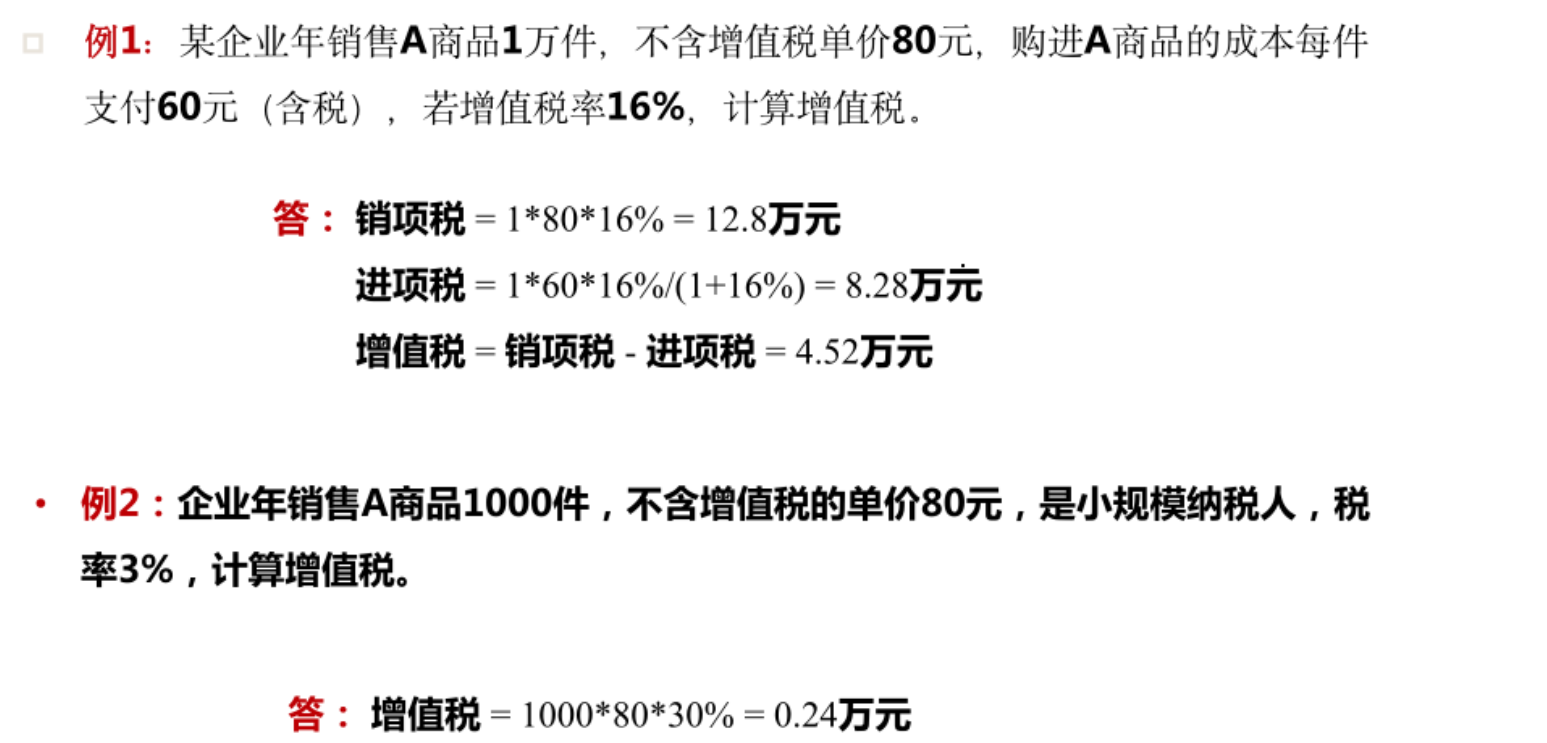 例1：某企业年销售A商品1万件，不含增值税单价80元，购进A商品的成本每件
支付60元（含税），若增值税率16%，计算增值税。
答：销项税 = 1*80*16% = 12.8万元
进项税 = 1*60*16%/(1+16%) = 8.28万元
增值税 = 销项税 - 进项税 = 4.52万元
例2：企业年销售A商品1000件，不含增值税的单价80元，是小规模纳税人，税
率3%，计算增值税。
答：增值税 = 1000*80*30% = 0.24万元